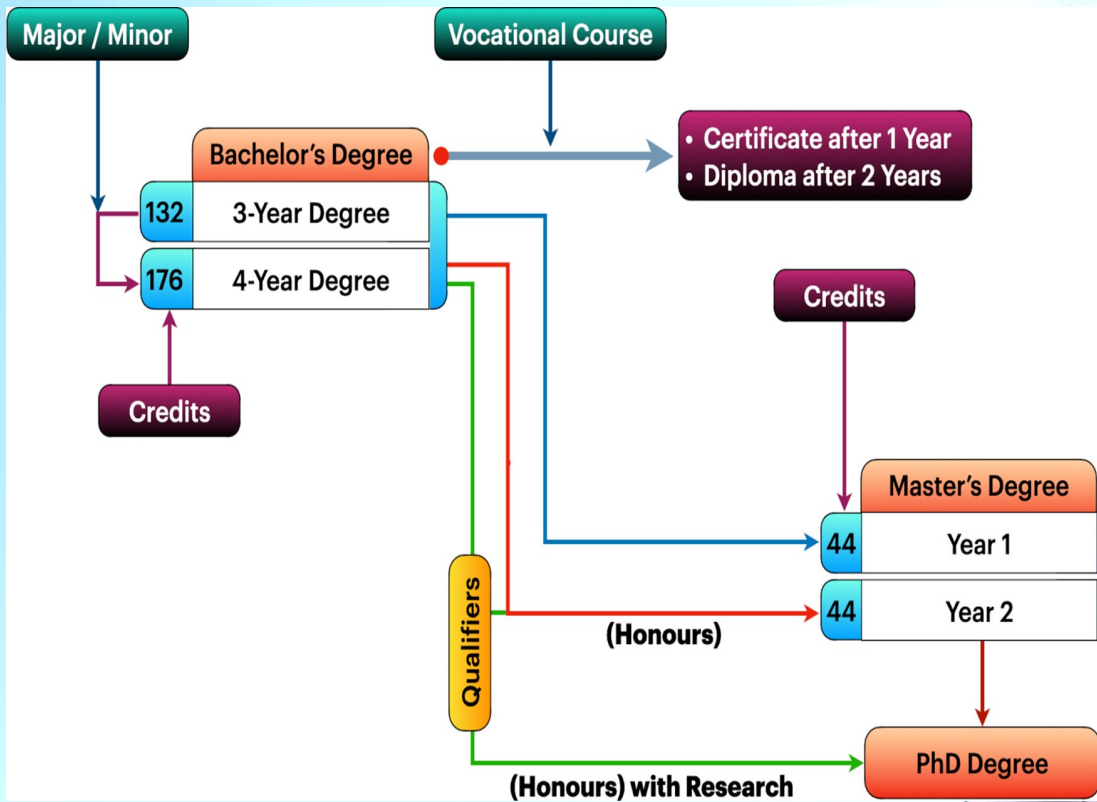 Major / Minor
Vocational Course
Bachelor's Degree
• Certificate after 1 Year
• Diploma after 2 Years
132
3-Year Degree
176
4-Year Degree
Credits
Credits
Master's Degree
44
Year 1
44
Year 2
Qualifiers
(Honours)
PhD Degree
(Honours) with Research